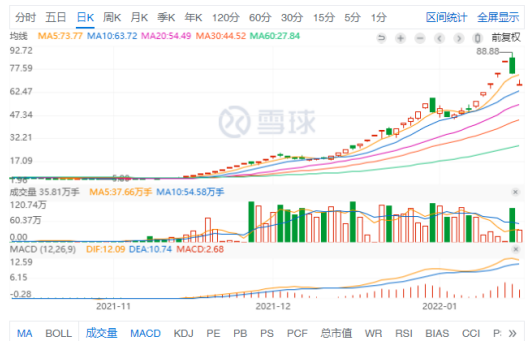 分时 五日 日K 周K 月K 季K 年K 120分 60分 30分 15分 5分 1分 区间统计 全屏显示
均线 MA5:73.77 MA10:63.72 MA20:54.49 MA30:44.52 MA60:27.84 前复权
92.72
88.88
77.59
62.47
47.34
雪球
32.21
17.09
成交量 35.81万手 MA5:37.66万手 MA10:54.58万手
120.74万
60.37万
0.00
MACD (12,26,9) DIF:12.09 DEA:10.74 MACD:2.68
12.59
6.15
-0.28
2021-11 2021-12 2022-01
MA BOLL 成交量 MACD KDJ PE PB PS PCF 总市值 WR RSI BIAS CCI PS »